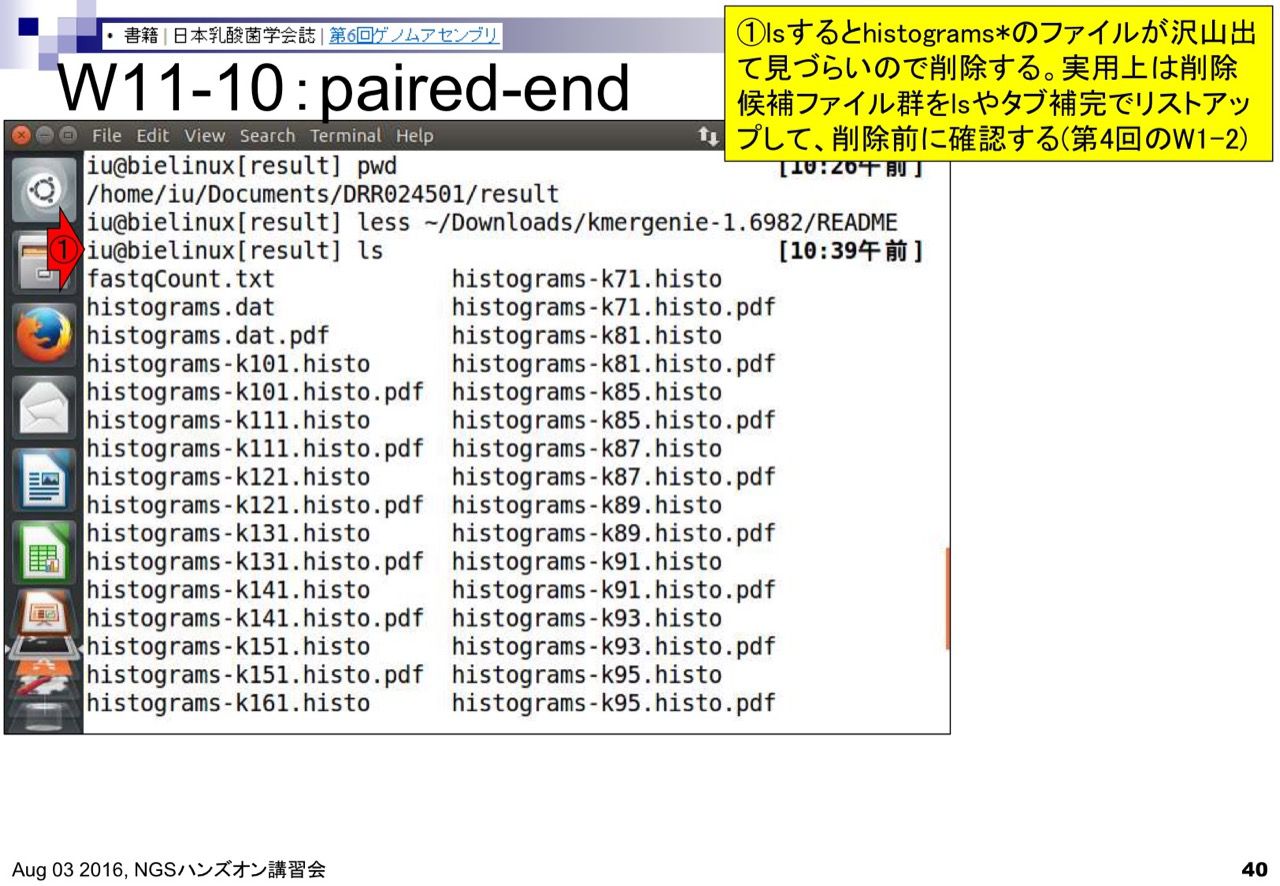 ・ 書籍 | 日本乳酸菌学会誌 | 第6回ゲノムアセンブリ
W11-10：paired-end
①lsするとhistograms*のファイルが沢山出
て見づらいので削除する。実用上は削除
候補ファイル群をlsやタブ補完でリストアッ
プして、削除前に確認する(第4回のW1-2)
File Edit View Search Terminal Help
iu@bielinux[result] pwd [10:26午前]
/home/iu/Documents/DRR024501/result
iu@bielinux[result] less ~/Downloads/kmergenie-1.6982/README
①
iu@bielinux[result] ls [10:39午前]
fastqCount.txt histograms-k71.histo
histograms.dat histograms-k71.histo.pdf
histograms.dat.pdf histograms-k81.histo
histograms-k101.histo histograms-k81.histo.pdf
histograms-k101.histo.pdf histograms-k85.histo
histograms-k111.histo histograms-k85.histo.pdf
histograms-k111.histo.pdf histograms-k87.histo
histograms-k121.histo histograms-k87.histo.pdf
histograms-k121.histo.pdf histograms-k89.histo
histograms-k131.histo histograms-k89.histo.pdf
histograms-k131.histo.pdf histograms-k91.histo
histograms-k141.histo histograms-k91.histo.pdf
histograms-k141.histo.pdf histograms-k93.histo
histograms-k151.histo histograms-k93.histo.pdf
histograms-k151.histo.pdf histograms-k95.histo
histograms-k161.histo histograms-k95.histo.pdf
Aug 03 2016, NGSハンズオン講習会
40